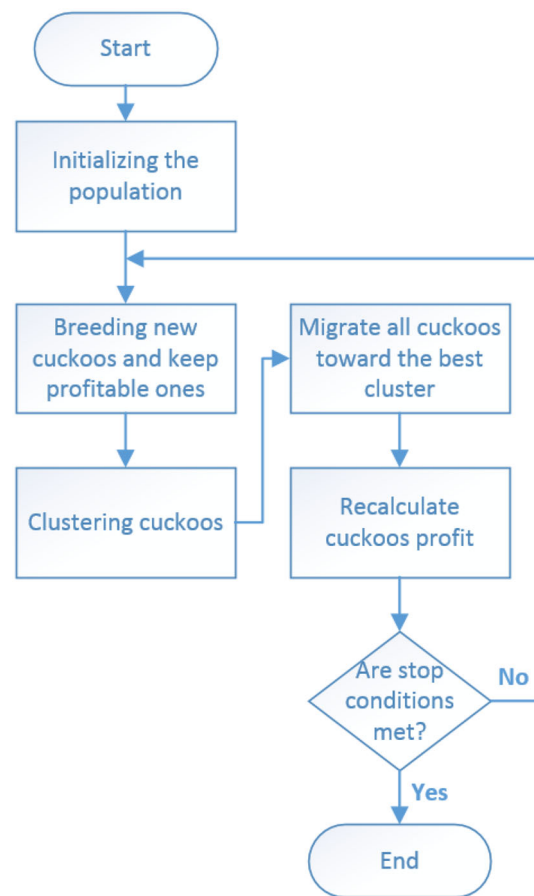 Start
Initializing the
population
Breeding new
cuckoos and keep
profitable ones
Clustering cuckoos
Migrate all cuckoos
toward the best
cluster
Recalculate
cuckoos profit
Are stop
conditions
met?
No
Yes
End